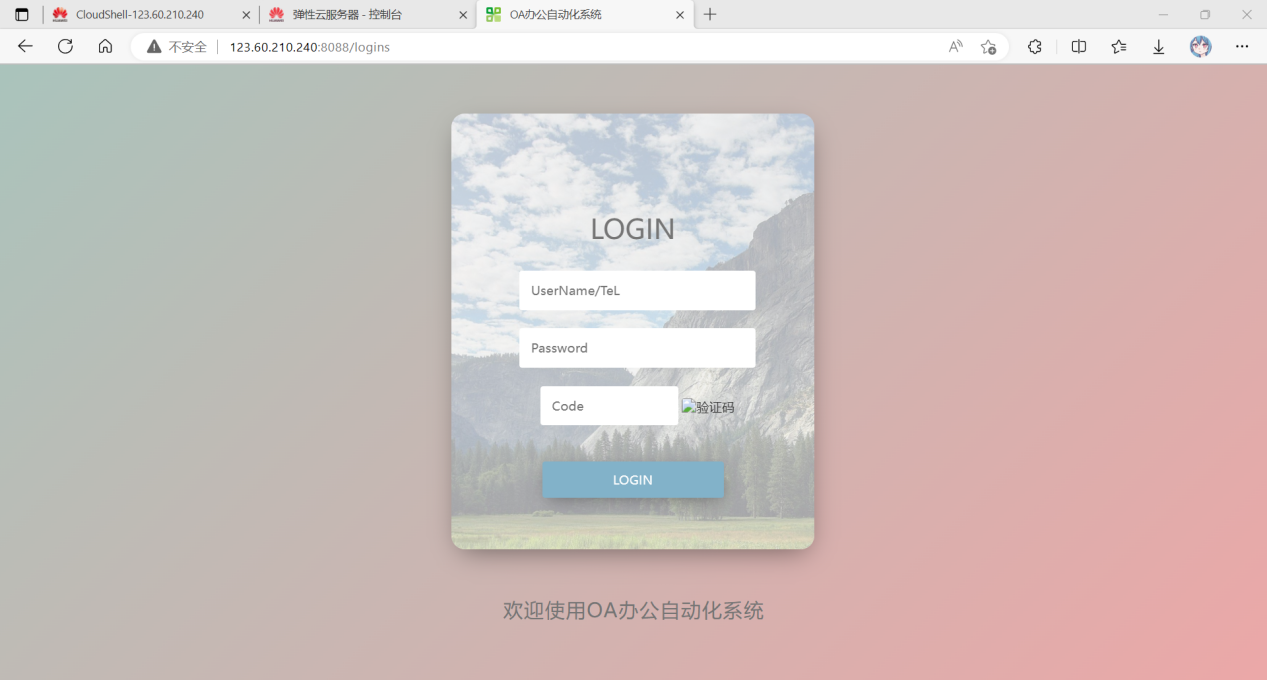 CloudShell-123.60.210.240
弹性云服务器 - 控制台
OA办公自动化系统
不安全
123.60.210.240:8088/logins
LOGIN
UserName/TeL
Password
Code
验证码
LOGIN
欢迎使用OA办公自动化系统